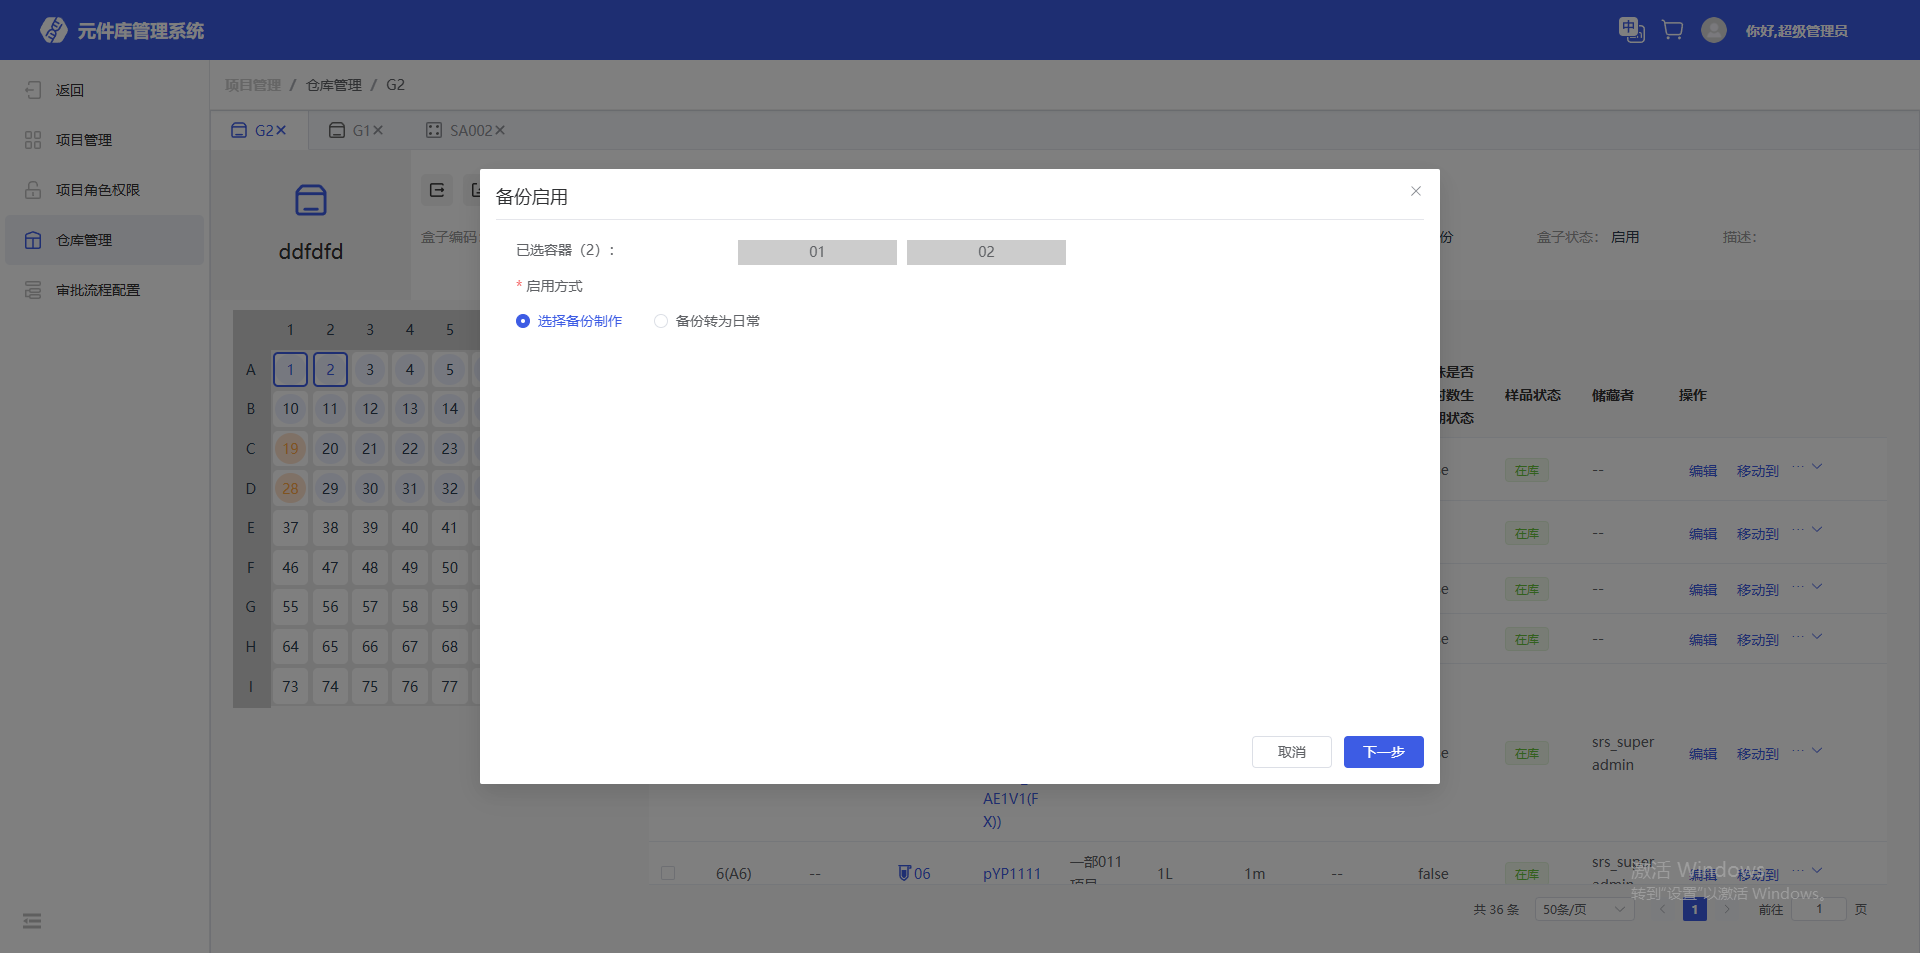 元件库管理系统
中
你好,超级管理员
返回
项目管理
项目角色权限
仓库管理
审批流程配置
项目管理 / 仓库管理 / G2
G2✕ G1✕ SA002✕
ddfdfd
盒子编码:
份 盒子状态: 启用 描述:
备份启用
已选容器（2）: 01 02
* 启用方式
选择备份制作 备份转为日常
取消 下一步
1 2 3 4 5
A 1 2 3 4 5
B 10 11 12 13 14
C 19 20 21 22 23
D 28 29 30 31 32
E 37 38 39 40 41
F 46 47 48 49 50
G 55 56 57 58 59
H 64 65 66 67 68
I 73 74 75 76 77
是否
数生 样品状态 储藏者 操作
状态
e 在库 -- 编辑 移动到 ...
在库 -- 编辑 移动到 ...
e 在库 -- 编辑 移动到 ...
e 在库 -- 编辑 移动到 ...
e 在库 srs_super
admin 编辑 移动到 ...
AE1V1(F
X))
6(A6) -- 06 pYP1111 一部011 1L 1m -- false 在库 srs_super 编辑 移动到 ...
项目 admin
激活 Windows
转到"设置"以激活 Windows。
共 36 条 50条/页 1 前往 1 页